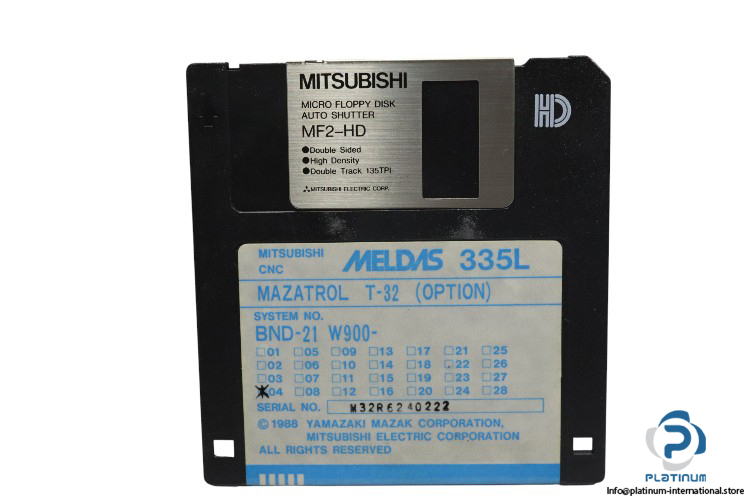 MITSUBISHI
MICRO FLOPPY DISK
AUTO SHUTTER
MF2-HD
●Double Sided
●High Density
●Double Track 135TPI
MITSUBISHI ELECTRIC CORP.
HD
MITSUBISHI
CNC
MELDAS 335L
MAZATROL T-32 (OPTION)
SYSTEM NO.
BND-21 W900-
□01 □05 □09 □13 □17 □21 □25
□02 □06 □10 □14 □18 □22 □26
□03 □07 □11 □15 □19 □23 □27
☒04 □08 □12 □16 □20 □24 □28
SERIAL NO. M32R6240222
©1988 YAMAZAKI MAZAK CORPORATION,
MITSUBISHI ELECTRIC CORPORATION
ALL RIGHTS RESERVED
PLATINUM
Info@platinum-international.store